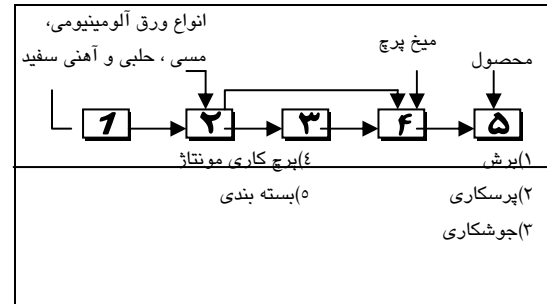 انواع ورق آلومینیومی،
مسی ، حلبی و آهنی سفید
میخ پرچ
محصول
۱ ۲ ۳ ۴ ۵
۱)برش
۴)پرچ کاری مونتاژ
۲)پرسکاری
۵)بسته بندی
۳)جوشکاری